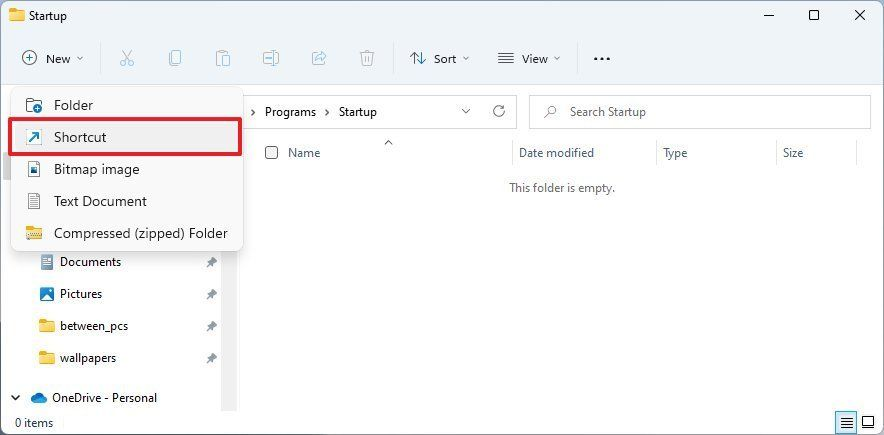 Startup
New
Sort
View
Folder
Shortcut
Bitmap image
Text Document
Compressed (zipped) Folder
Programs > Startup
Search Startup
Name
Date modified
Type
Size
This folder is empty.
Documents
Pictures
between_pcs
wallpapers
OneDrive - Personal
0 items